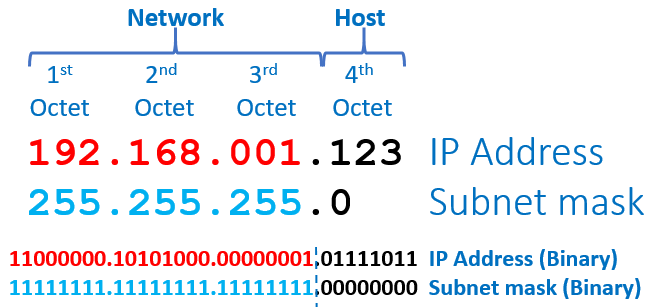 Network Host
1st 2nd 3rd 4th
Octet Octet Octet Octet
192.168.001.123 IP Address
255.255.255.0 Subnet mask
11000000.10101000.00000001.01111011 IP Address (Binary)
11111111.11111111.11111111.00000000 Subnet mask (Binary)